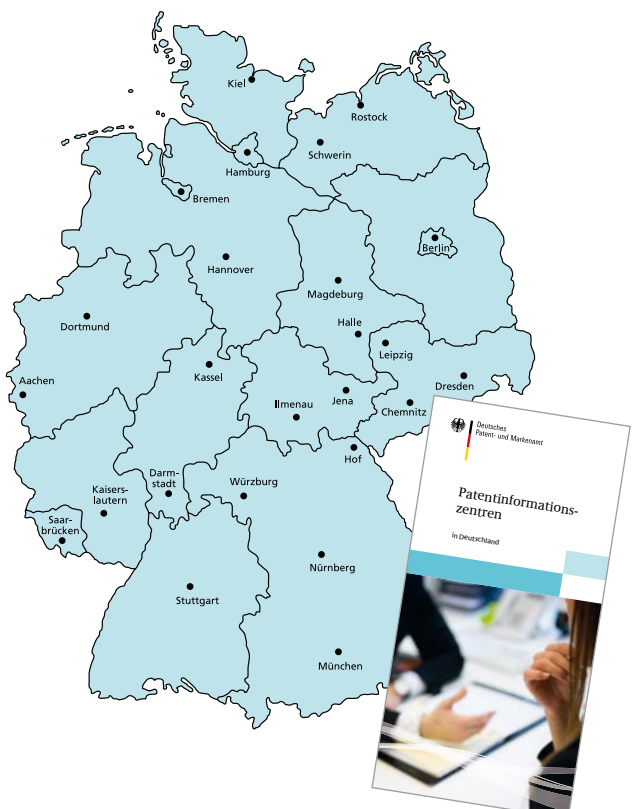 Kiel
Rostock
Schwerin
Hamburg
Bremen
Berlin
Hannover
Magdeburg
Dortmund
Halle
Leipzig
Kassel
Aachen
Dresden
Jena
Ilmenau
Chemnitz
Hof
Darm-
stadt
Würzburg
Kaisers-
lautern
Saar-
brücken
Nürnberg
Stuttgart
München
Deutsches
Patent- und Markenamt
Patentinformations-
zentren
in Deutschland